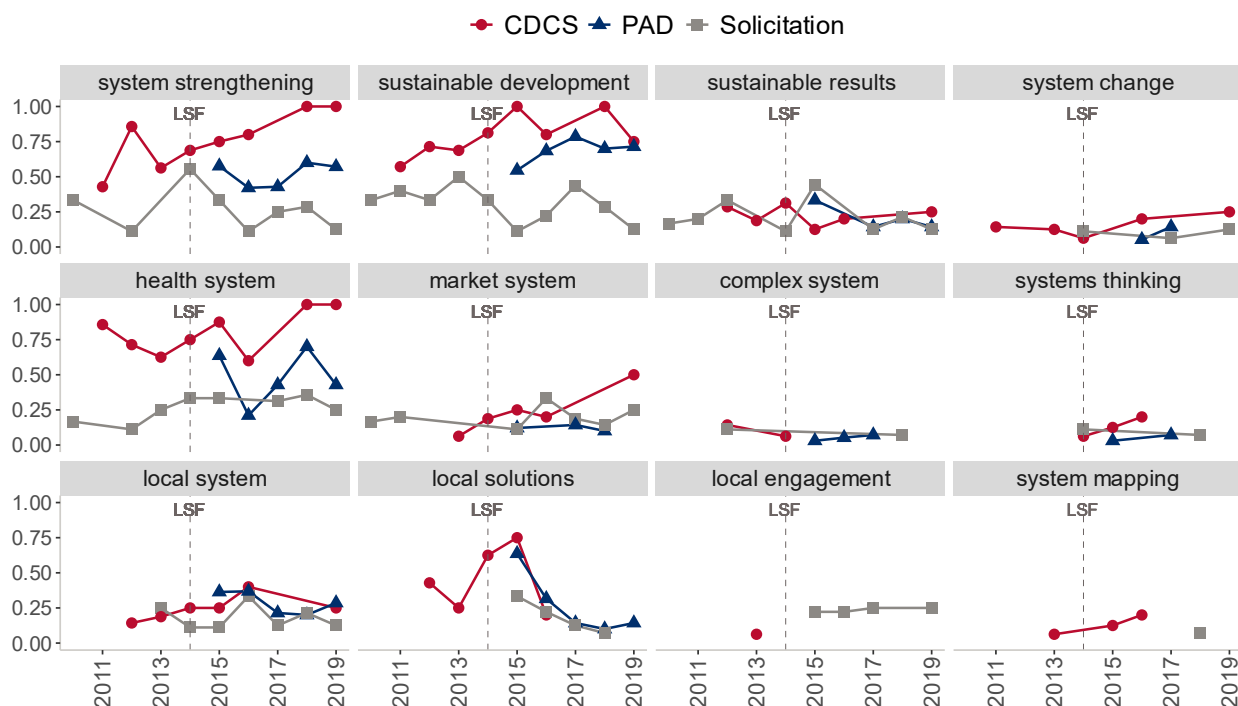 CDCS PAD Solicitation
system strengthening sustainable development sustainable results system change
1.00 LSF LSF LSF LSF
0.75
0.50
0.25
0.00
health system market system complex system systems thinking
1.00 LSF LSF LSF LSF
0.75
0.50
0.25
0.00
local system local solutions local engagement system mapping
1.00 LSF LSF LSF LSF
0.75
0.50
0.25
0.00
2011 2013 2015 2017 2019 2011 2013 2015 2017 2019 2011 2013 2015 2017 2019 2011 2013 2015 2017 2019